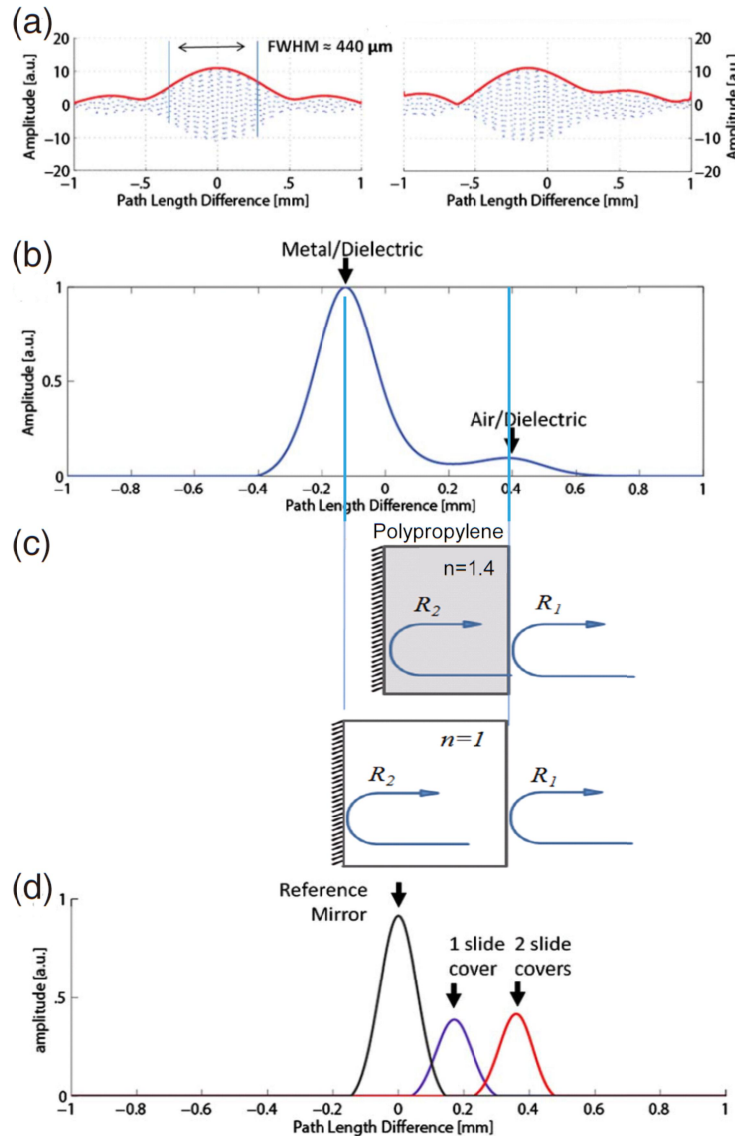 (a)
FWHM ≈ 440 µm
20
10
0
−10
−20
Amplitude [a.u.]
−1 −.5 0 .5 1
Path Length Difference [mm]
20
10
0
−10
−20
Amplitude [a.u.]
−1 −.5 0 .5 1
Path Length Difference [mm]
(b)
Metal/Dielectric
Air/Dielectric
1
0.5
0
Amplitude [a.u.]
−1 −0.8 −0.6 −0.4 −0.2 0 0.2 0.4 0.6 0.8 1
Path Length Difference [mm]
(c)
Polypropylene
n=1.4
R2 R1
n=1
R2 R1
(d)
Reference
Mirror
1 slide
cover
2 slide
covers
1
.5
0
amplitude [a.u.]
−1 −0.8 −0.6 −0.4 −0.2 0 0.2 0.4 0.6 0.8 1
Path Length Difference [mm]